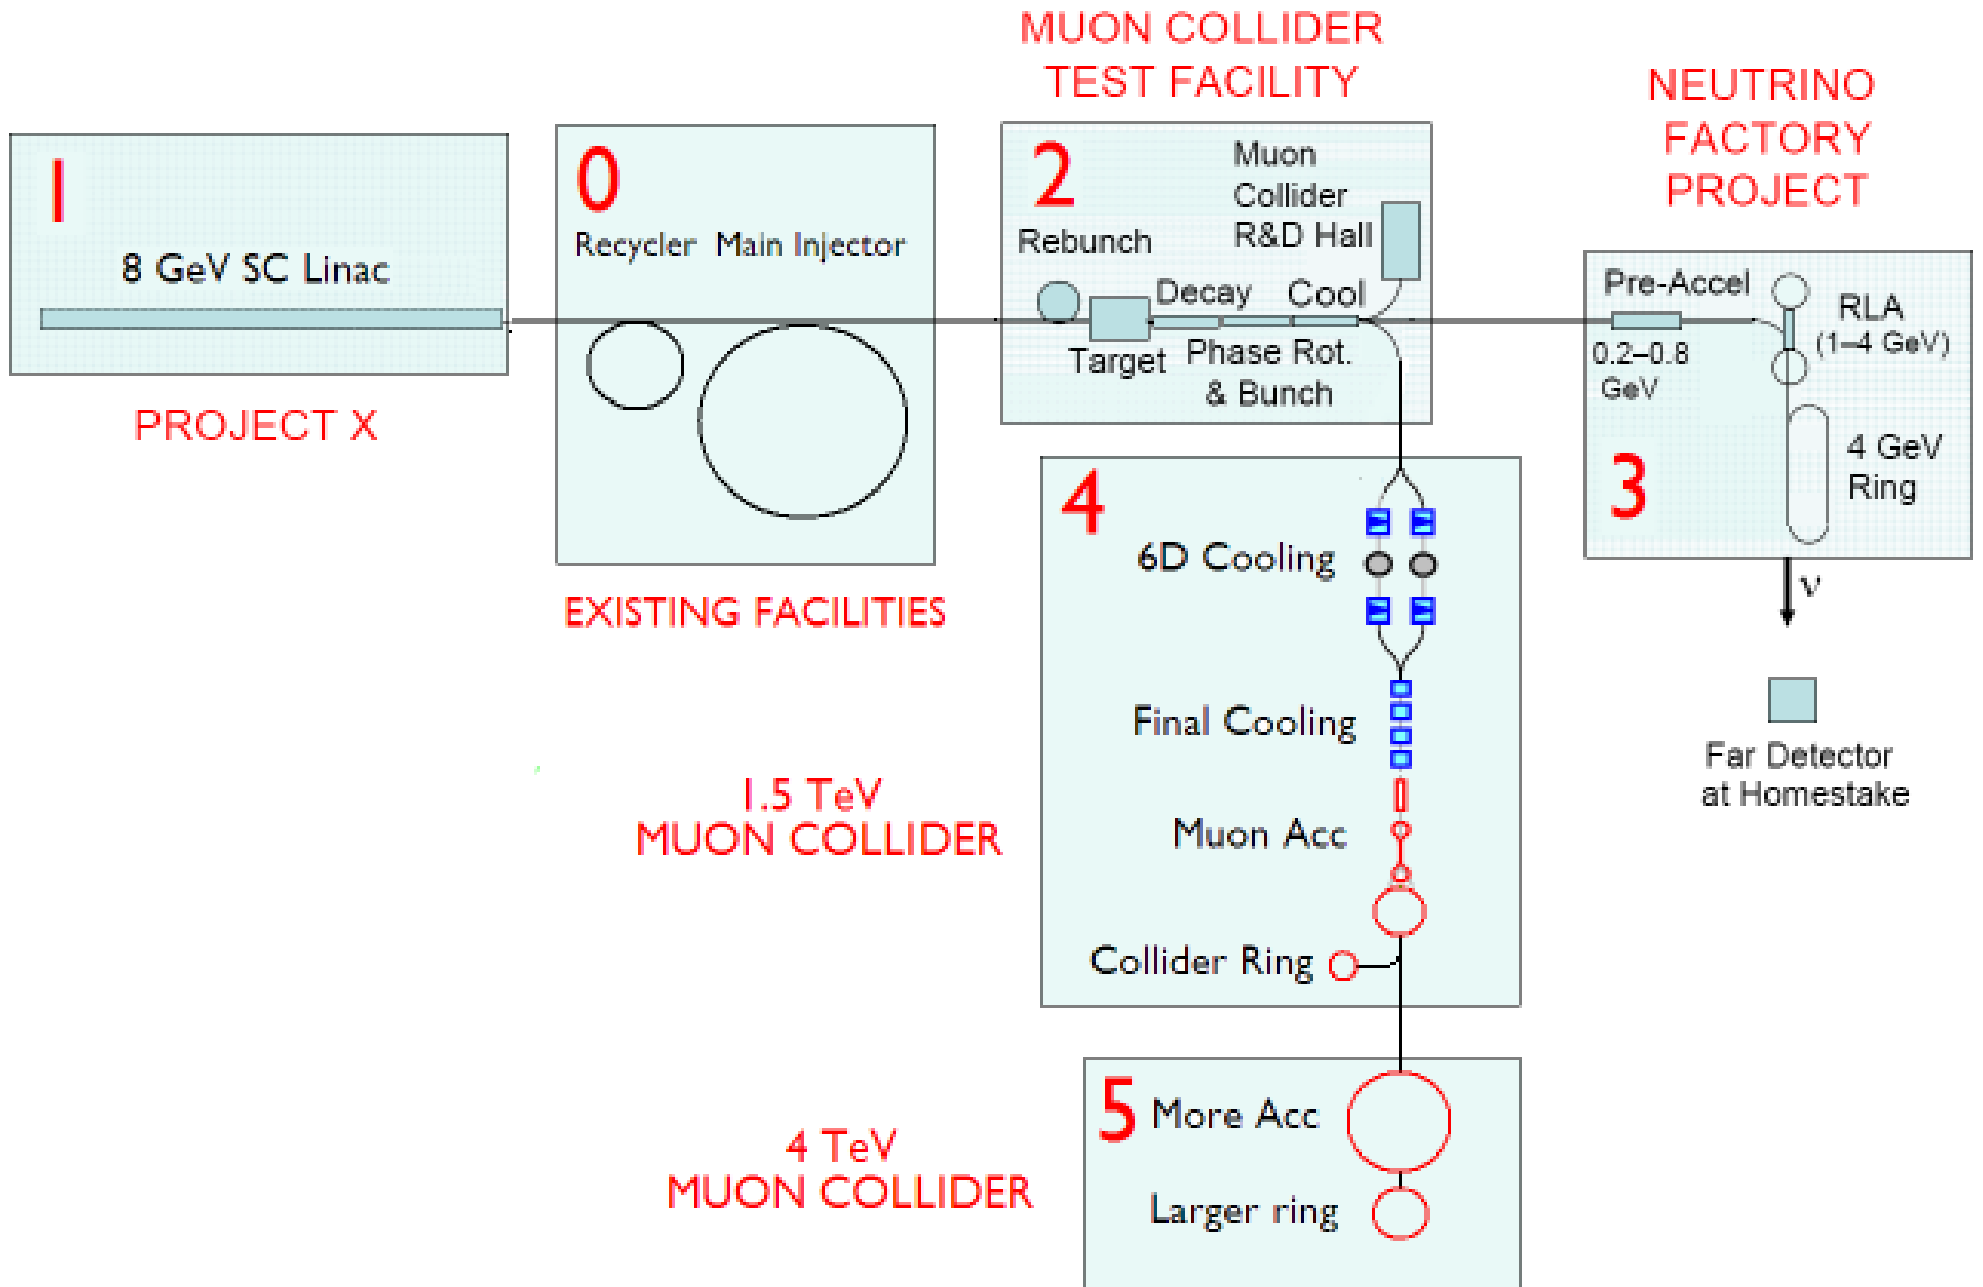 1
8 GeV SC Linac
PROJECT X
0
Recycler Main Injector
EXISTING FACILITIES
MUON COLLIDER
TEST FACILITY
2
Muon
Collider
R&D Hall
Rebunch
Decay
Cool
Target
Phase Rot.
& Bunch
NEUTRINO
FACTORY
PROJECT
Pre-Accel
0.2–0.8
GeV
RLA
(1–4 GeV)
3
4 GeV
Ring
ν
Far Detector
at Homestake
4
6D Cooling
Final Cooling
Muon Acc
Collider Ring
1.5 TeV
MUON COLLIDER
5
More Acc
Larger ring
4 TeV
MUON COLLIDER